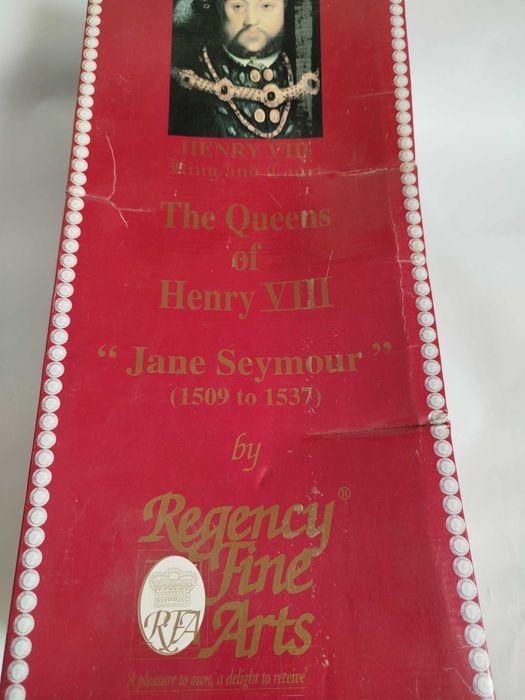 HENRY VIII
King and Court
The Queens
of
Henry VIII
“ Jane Seymour ”
(1509 to 1537)
by
Regency ®
Fine
Arts
RFA
A pleasure to own, a delight to receive